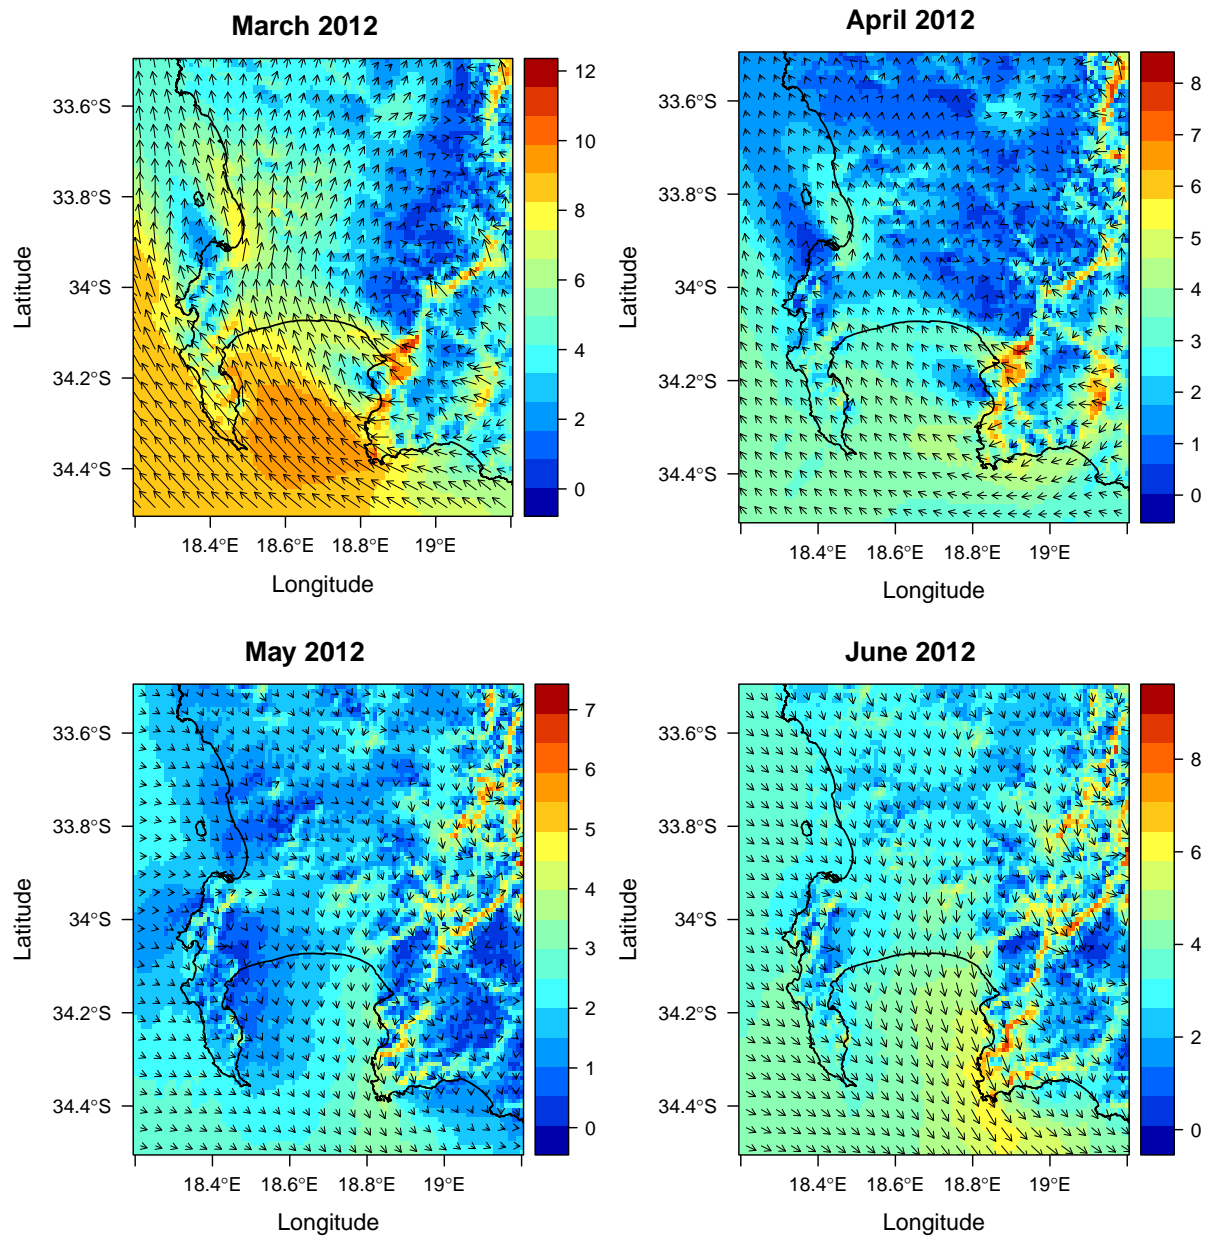 March 2012
33.6°S
33.8°S
34°S
34.2°S
34.4°S
Latitude
18.4°E 18.6°E 18.8°E 19°E
Longitude
12
10
8
6
4
2
0
April 2012
33.6°S
33.8°S
34°S
34.2°S
34.4°S
Latitude
18.4°E 18.6°E 18.8°E 19°E
Longitude
8
7
6
5
4
3
2
1
0
May 2012
33.6°S
33.8°S
34°S
34.2°S
34.4°S
Latitude
18.4°E 18.6°E 18.8°E 19°E
Longitude
7
6
5
4
3
2
1
0
June 2012
33.6°S
33.8°S
34°S
34.2°S
34.4°S
Latitude
18.4°E 18.6°E 18.8°E 19°E
Longitude
8
6
4
2
0